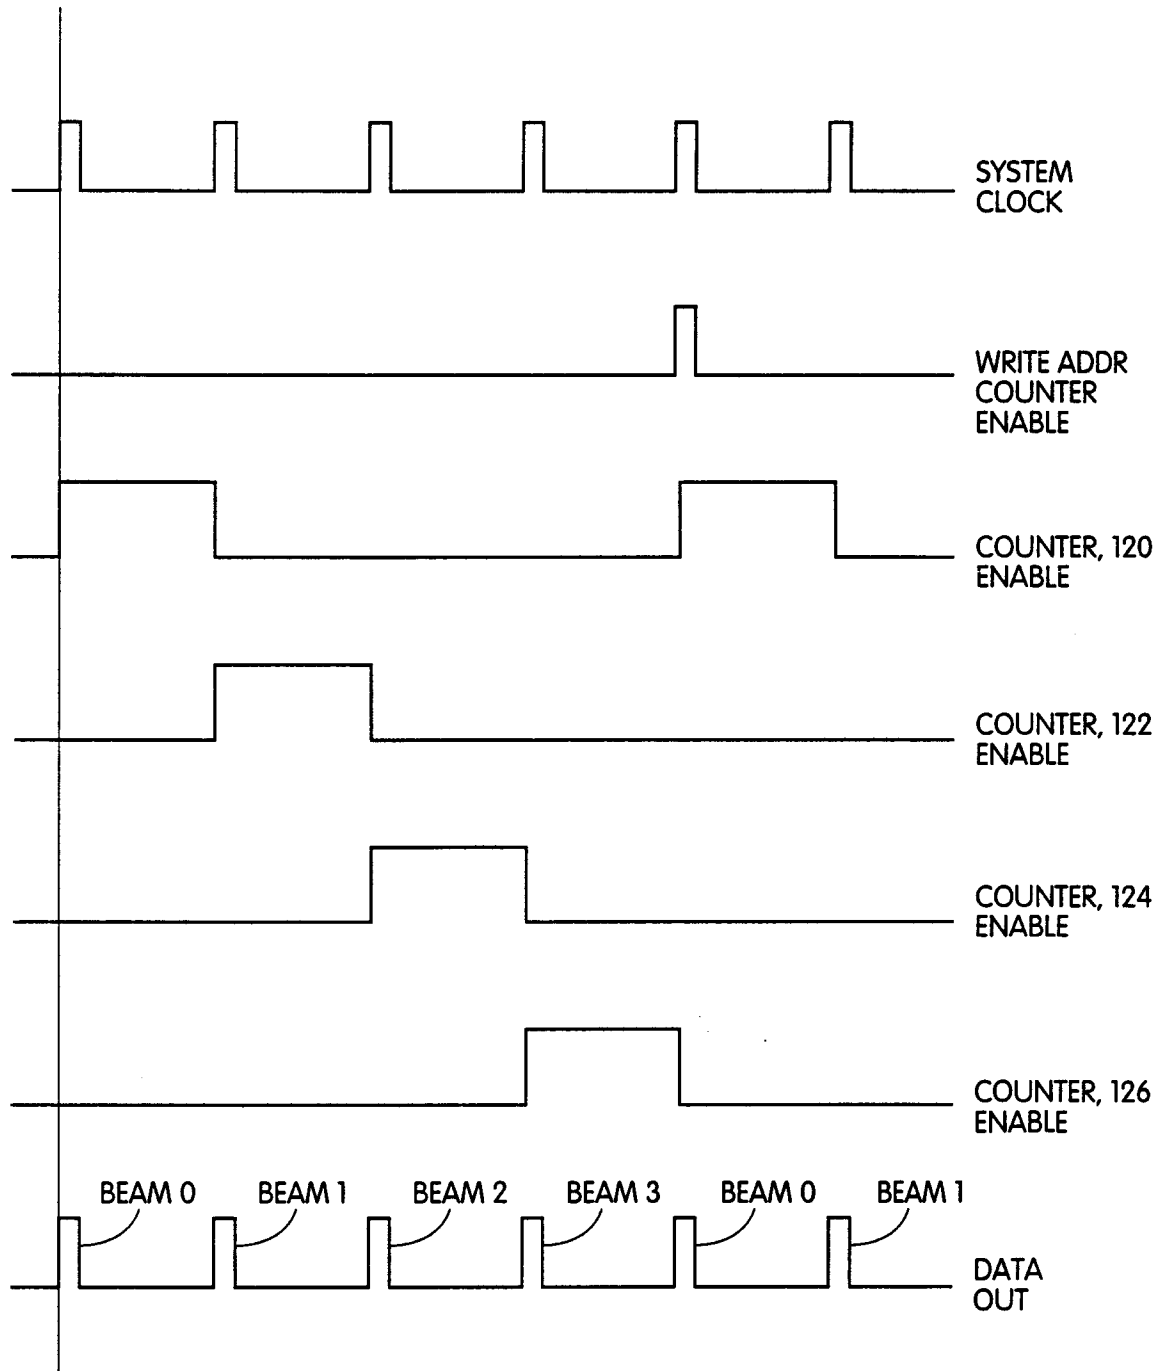 SYSTEM
CLOCK
WRITE ADDR
COUNTER
ENABLE
COUNTER, 120
ENABLE
COUNTER, 122
ENABLE
COUNTER, 124
ENABLE
COUNTER, 126
ENABLE
BEAM 0 BEAM 1 BEAM 2 BEAM 3 BEAM 0 BEAM 1
DATA
OUT